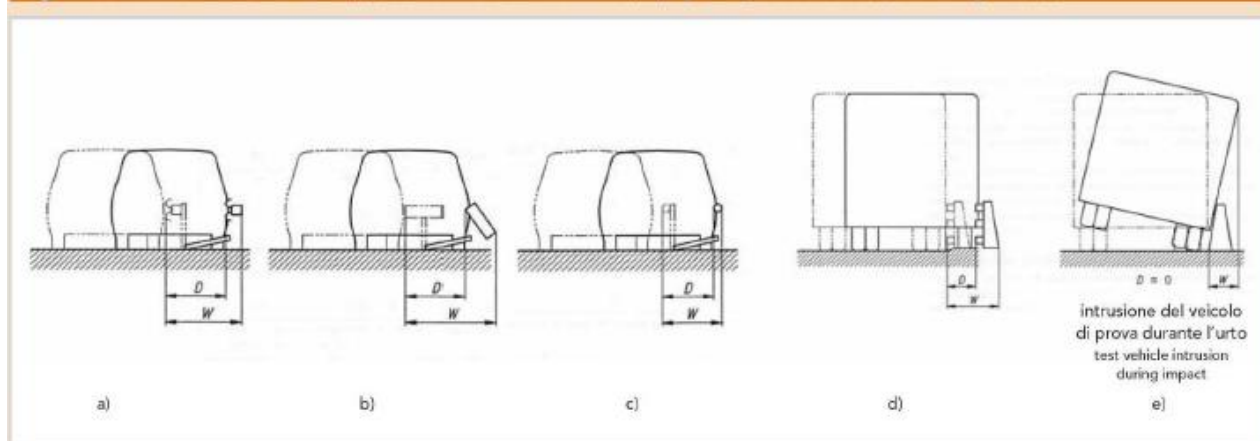 D
W
D
W
D
W
D
W
D = 0
W
intrusione del veicolo
di prova durante l'urto
test vehicle intrusion
during impact
a)
b)
c)
d)
e)